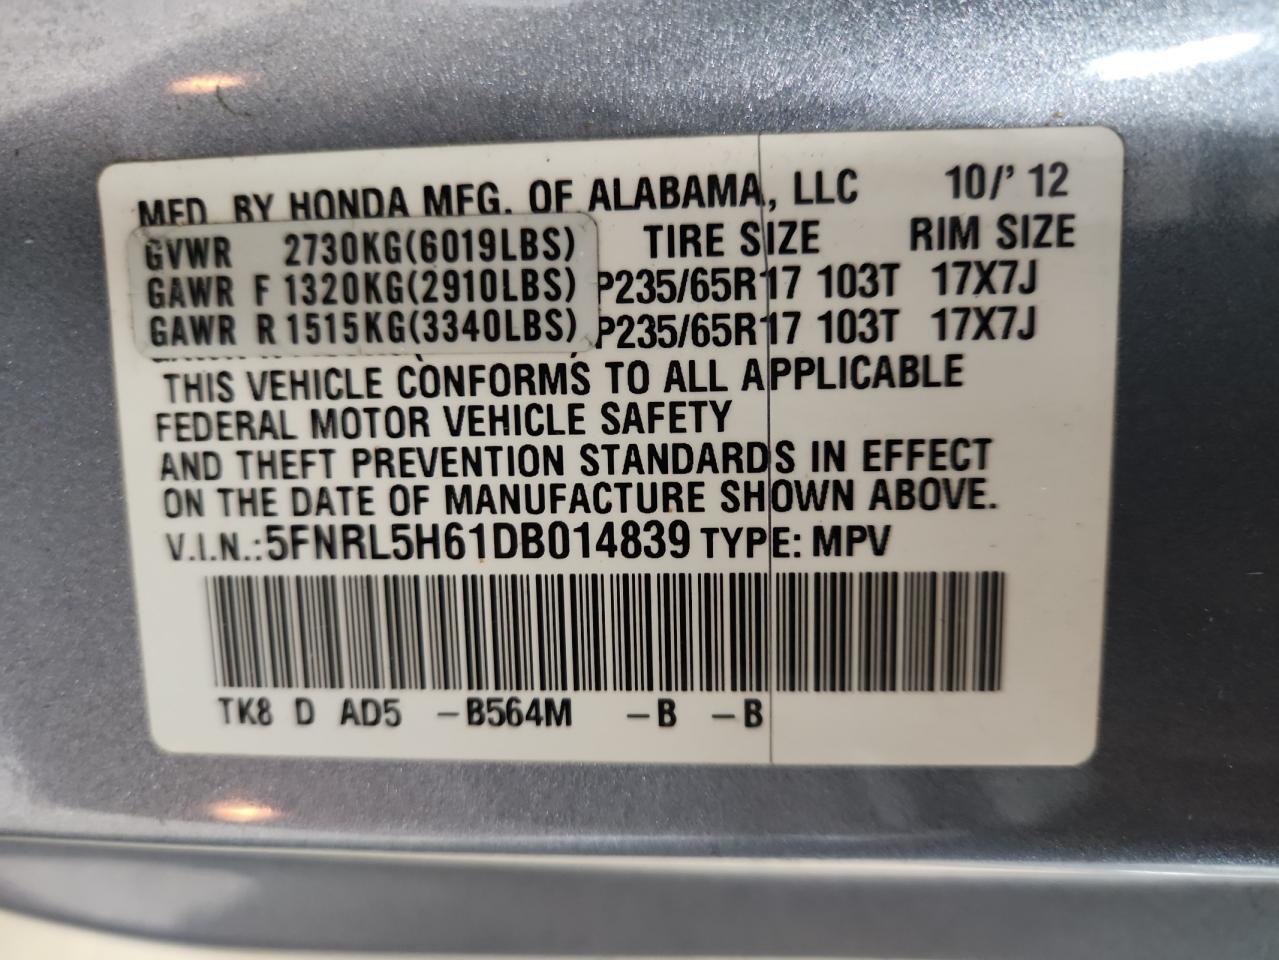 MFD. BY HONDA MFG. OF ALABAMA, LLC 10/' 12
GVWR 2730KG(6019LBS) TIRE SIZE RIM SIZE
GAWR F 1320KG(2910LBS) P235/65R17 103T 17X7J
GAWR R 1515KG(3340LBS) P235/65R17 103T 17X7J
THIS VEHICLE CONFORMS TO ALL APPLICABLE
FEDERAL MOTOR VEHICLE SAFETY
AND THEFT PREVENTION STANDARDS IN EFFECT
ON THE DATE OF MANUFACTURE SHOWN ABOVE.
V.I.N.:5FNRL5H61DB014839 TYPE: MPV
TK8 D AD5 -B564M -B -B